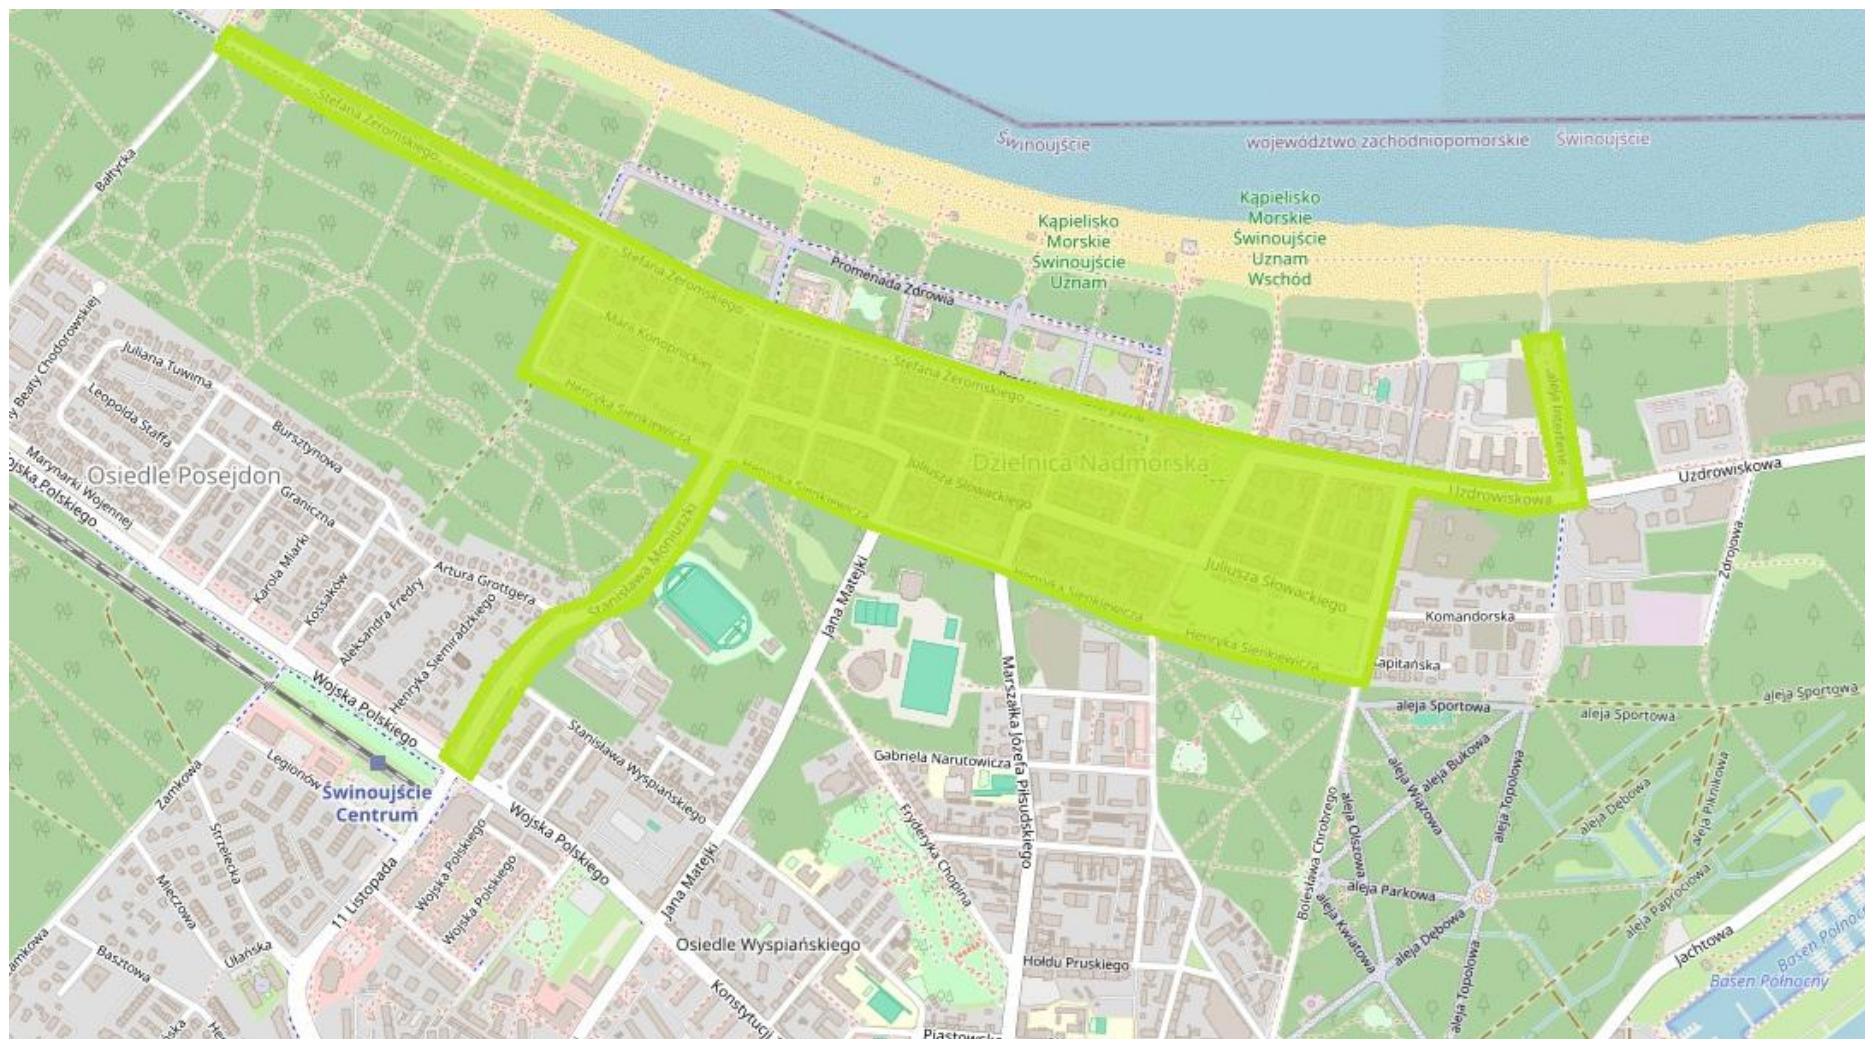 Stefana Żeromskiego
Bałtycka
Świnoujście
województwo zachodniopomorskie
Świnoujście
Kąpielisko
Morskie
Świnoujście
Uznam
Kąpielisko
Morskie
Świnoujście
Uznam
Wschód
Promenada Zdrowia
Stefana Żeromskiego
Marii Konopnickiej
Stefana Żeromskiego
Henryka Sienkiewicza
Beaty Chodorowskiej
Juliana Tuwima
Leopolda Staffa
Bursztynowa
Marynarki Wojennej
Osiedle Posejdon
Graniczna
Wojska Polskiego
Karola Miarki
Kossaków
Aleksandra Fredry
Artura Grottgera
Henryka Siemiradzkiego
Stanisława Moniuszki
Henryka Sienkiewicza
Juliusza Słowackiego
Dzielnica Nadmorska
aleja Interferie
Uzdrowiskowa
Uzdrowiskowa
Zdrojowa
Juliusza Słowackiego
Henryka Sienkiewicza
Henryka Sienkiewicza
Komandorska
Kapitańska
Jana Matejki
Marszałka Józefa Piłsudskiego
aleja Sportowa
aleja Sportowa
aleja Sportowa
Wojska Polskiego
Stanisława Wyspiańskiego
Zamkowa
Legionów
Świnoujście
Centrum
Gabriela Narutowicza
Fryderyka Chopina
Bolesława Chrobrego
aleja Olszowa
aleja Wiązowa
aleja Bukowa
aleja Topolowa
aleja Dębowa
aleja Piknikowa
aleja Parkowa
aleja Paprociowa
aleja Kwiatowa
aleja Dębowa
aleja Topolowa
Strzelecka
Mieczowa
Ułańska
Basztowa
11 Listopada
Wojska Polskiego
Wojska Polskiego
Wojska Polskiego
Jana Matejki
Osiedle Wyspiańskiego
Hołdu Pruskiego
Konstytucji
Piastowska
Jachtowa
Basen Północny
Basen Północny